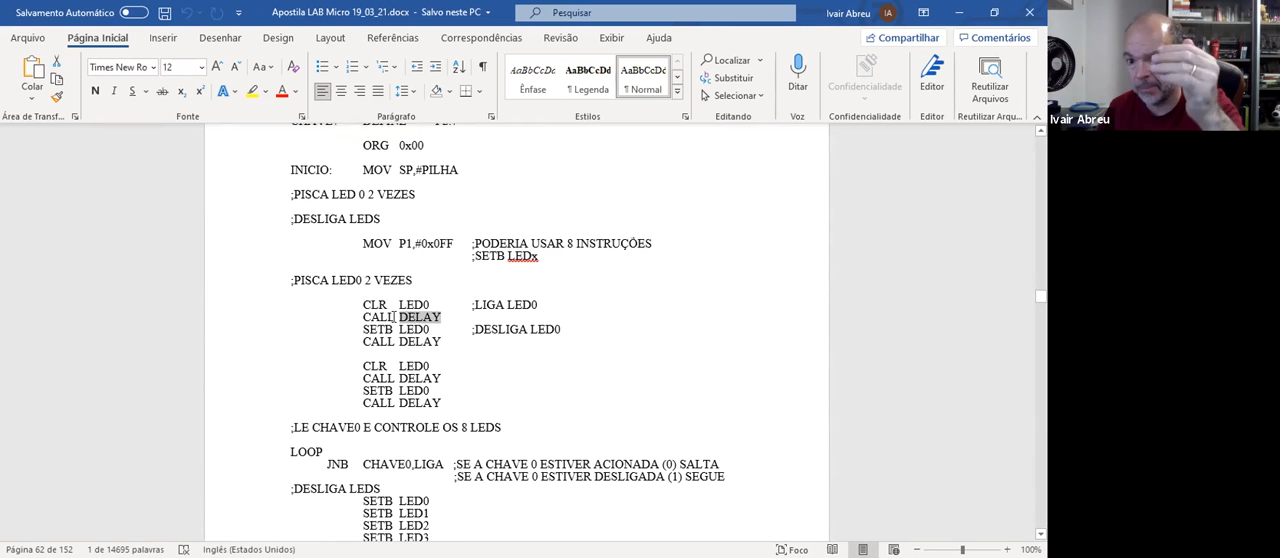 Salvamento Automático
Apostila LAB Micro 19_03_21.docx - Salvo neste PC
Pesquisar
Ivair Abreu
IA
Arquivo
Página Inicial
Inserir
Desenhar
Design
Layout
Referências
Correspondências
Revisão
Exibir
Ajuda
Compartilhar
Comentários
Colar
Times New Ro
12
AaBbCcDc AaBbCcDc AaBbCcDd
Ênfase
¶ Legenda
¶ Normal
Localizar
Substituir
Selecionar
Ditar
Confidencialidade
Editor
Reutilizar
Arquivos
Área de Transf...
Fonte
Parágrafo
Estilos
Editando
Voz
Confidencialidade
Editor
Reutilizar Arqu...
Ivair Abreu
ORG 0x00
INICIO: MOV SP,#PILHA
;PISCA LED 0 2 VEZES
;DESLIGA LEDS
MOV P1,#0x0FF ;PODERIA USAR 8 INSTRUÇÕES
;SETB LEDx
;PISCA LED0 2 VEZES
CLR LED0 ;LIGA LED0
CALL DELAY
SETB LED0 ;DESLIGA LED0
CALL DELAY
CLR LED0
CALL DELAY
SETB LED0
CALL DELAY
;LE CHAVE0 E CONTROLE OS 8 LEDS
LOOP
JNB CHAVE0,LIGA ;SE A CHAVE 0 ESTIVER ACIONADA (0) SALTA
;SE A CHAVE 0 ESTIVER DESLIGADA (1) SEGUE
;DESLIGA LEDS
SETB LED0
SETB LED1
SETB LED2
SETB LED3
Página 62 de 152
1 de 14695 palavras
Inglês (Estados Unidos)
Foco
100%